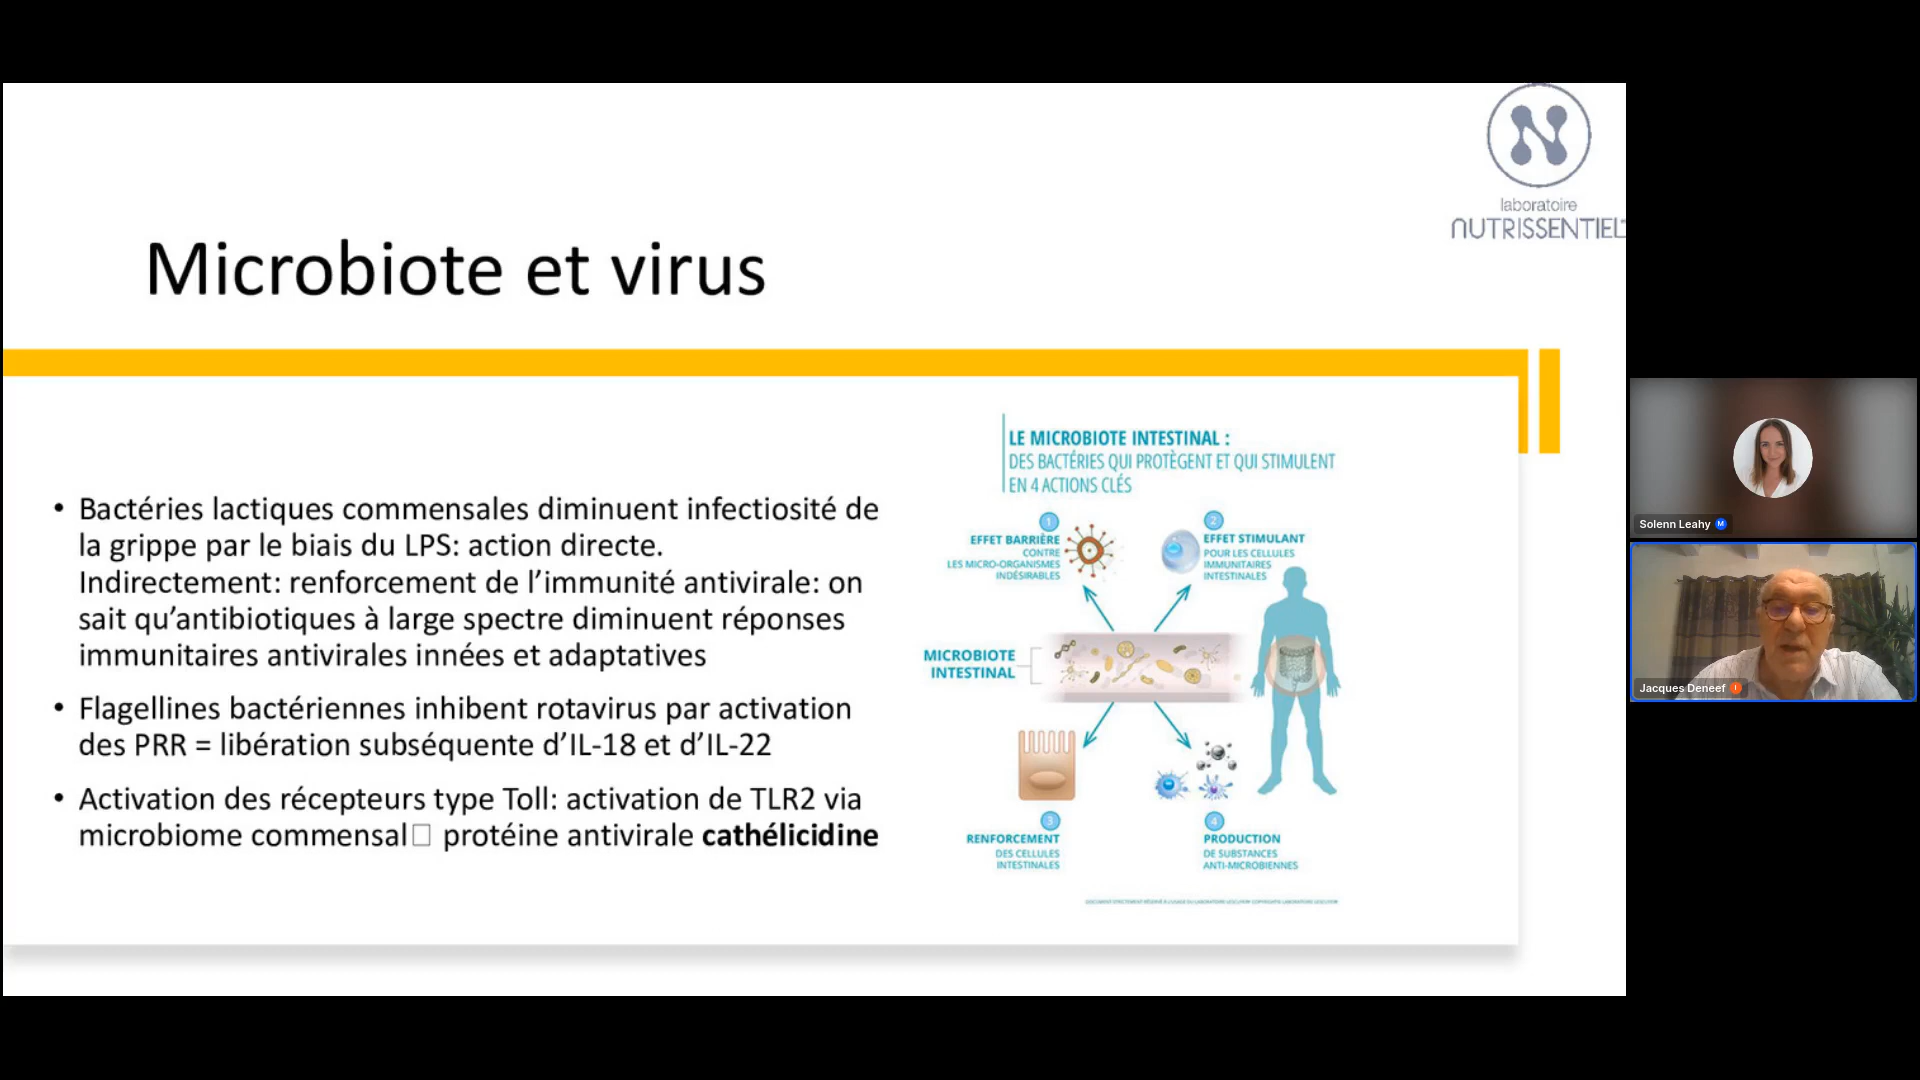 laboratoire
NUTRISSENTIEL
Microbiote et virus
• Bactéries lactiques commensales diminuent infectiosité de
la grippe par le biais du LPS: action directe.
Indirectement: renforcement de l’immunité antivirale: on
sait qu’antibiotiques à large spectre diminuent réponses
immunitaires antivirales innées et adaptatives
• Flagellines bactériennes inhibent rotavirus par activation
des PRR = libération subséquente d’IL-18 et d’IL-22
• Activation des récepteurs type Toll: activation de TLR2 via
microbiome commensal□ protéine antivirale cathélicidine
LE MICROBIOTE INTESTINAL :
DES BACTÉRIES QUI PROTÈGENT ET QUI STIMULENT
EN 4 ACTIONS CLÉS
1
EFFET BARRIÈRE
CONTRE
LES MICRO-ORGANISMES
INDÉSIRABLES
2
EFFET STIMULANT
POUR LES CELLULES
IMMUNITAIRES
INTESTINALES
MICROBIOTE
INTESTINAL
3
RENFORCEMENT
DES CELLULES
INTESTINALES
4
PRODUCTION
DE SUBSTANCES
ANTI-MICROBIENNES
Solenn Leahy M
Jacques Deneef I